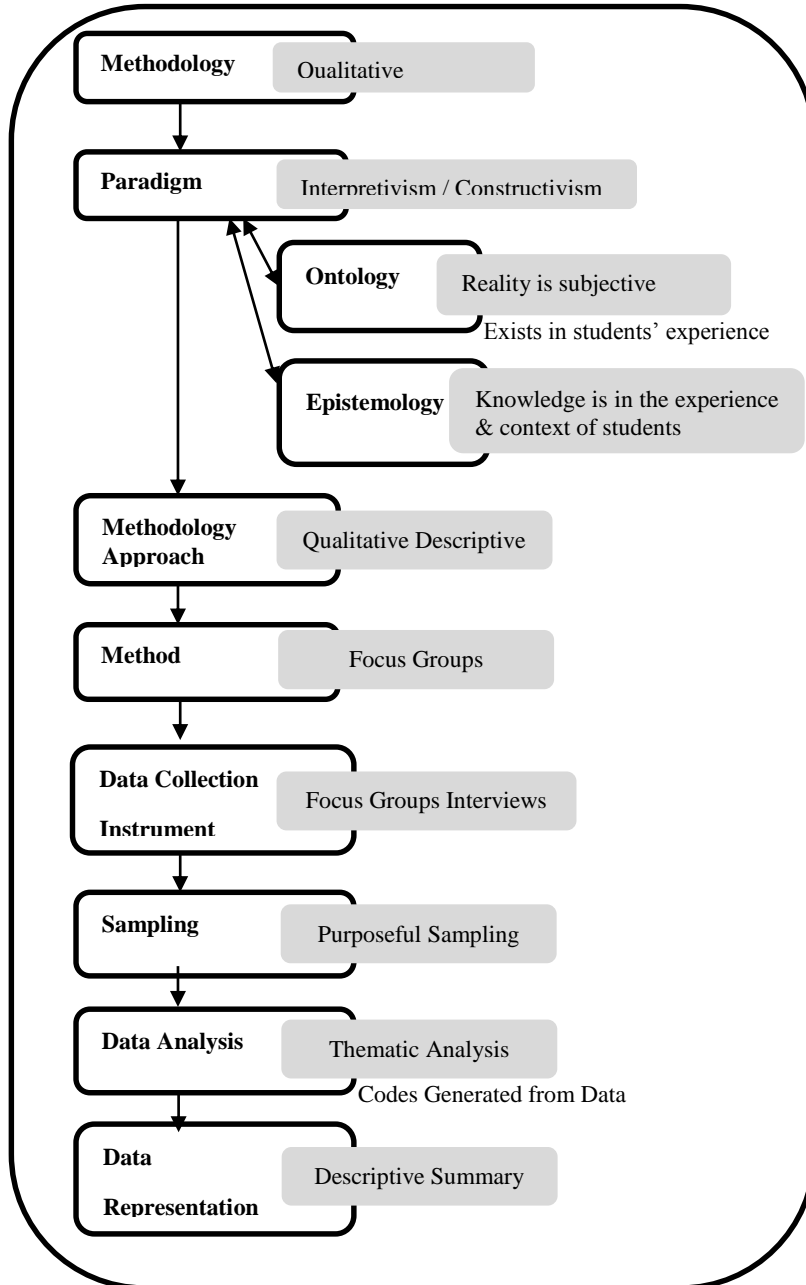 Methodology
Qualitative
Paradigm
Interpretivism / Constructivism
Ontology
Reality is subjective
Exists in students’ experience
Epistemology
Knowledge is in the experience
& context of students
Methodology
Approach
Qualitative Descriptive
Method
Focus Groups
Data Collection
Instrument
Focus Groups Interviews
Sampling
Purposeful Sampling
Data Analysis
Thematic Analysis
Codes Generated from Data
Data
Representation
Descriptive Summary